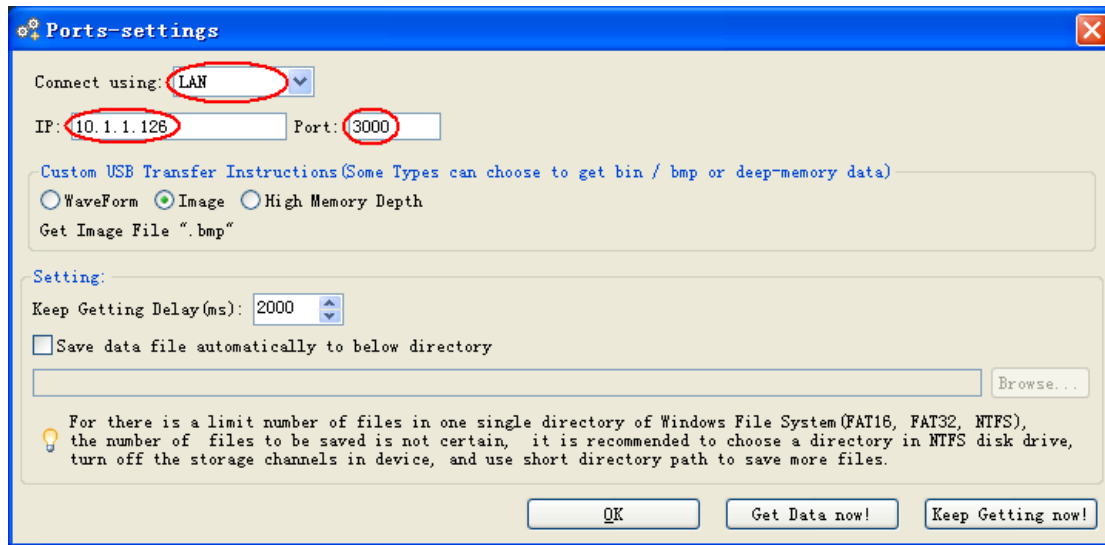 Ports-settings
Connect using: LAN
IP: 10.1.1.126 Port: 3000
Custom USB Transfer Instructions(Some Types can choose to get bin / bmp or deep-memory data)
WaveForm Image High Memory Depth
Get Image File ".bmp"
Setting:
Keep Getting Delay(ms): 2000
Save data file automatically to below directory
Browse...
For there is a limit number of files in one single directory of Windows File System(FAT16, FAT32, NTFS),
the number of files to be saved is not certain, it is recommended to choose a directory in NTFS disk drive,
turn off the storage channels in device, and use short directory path to save more files.
OK Get Data now! Keep Getting now!